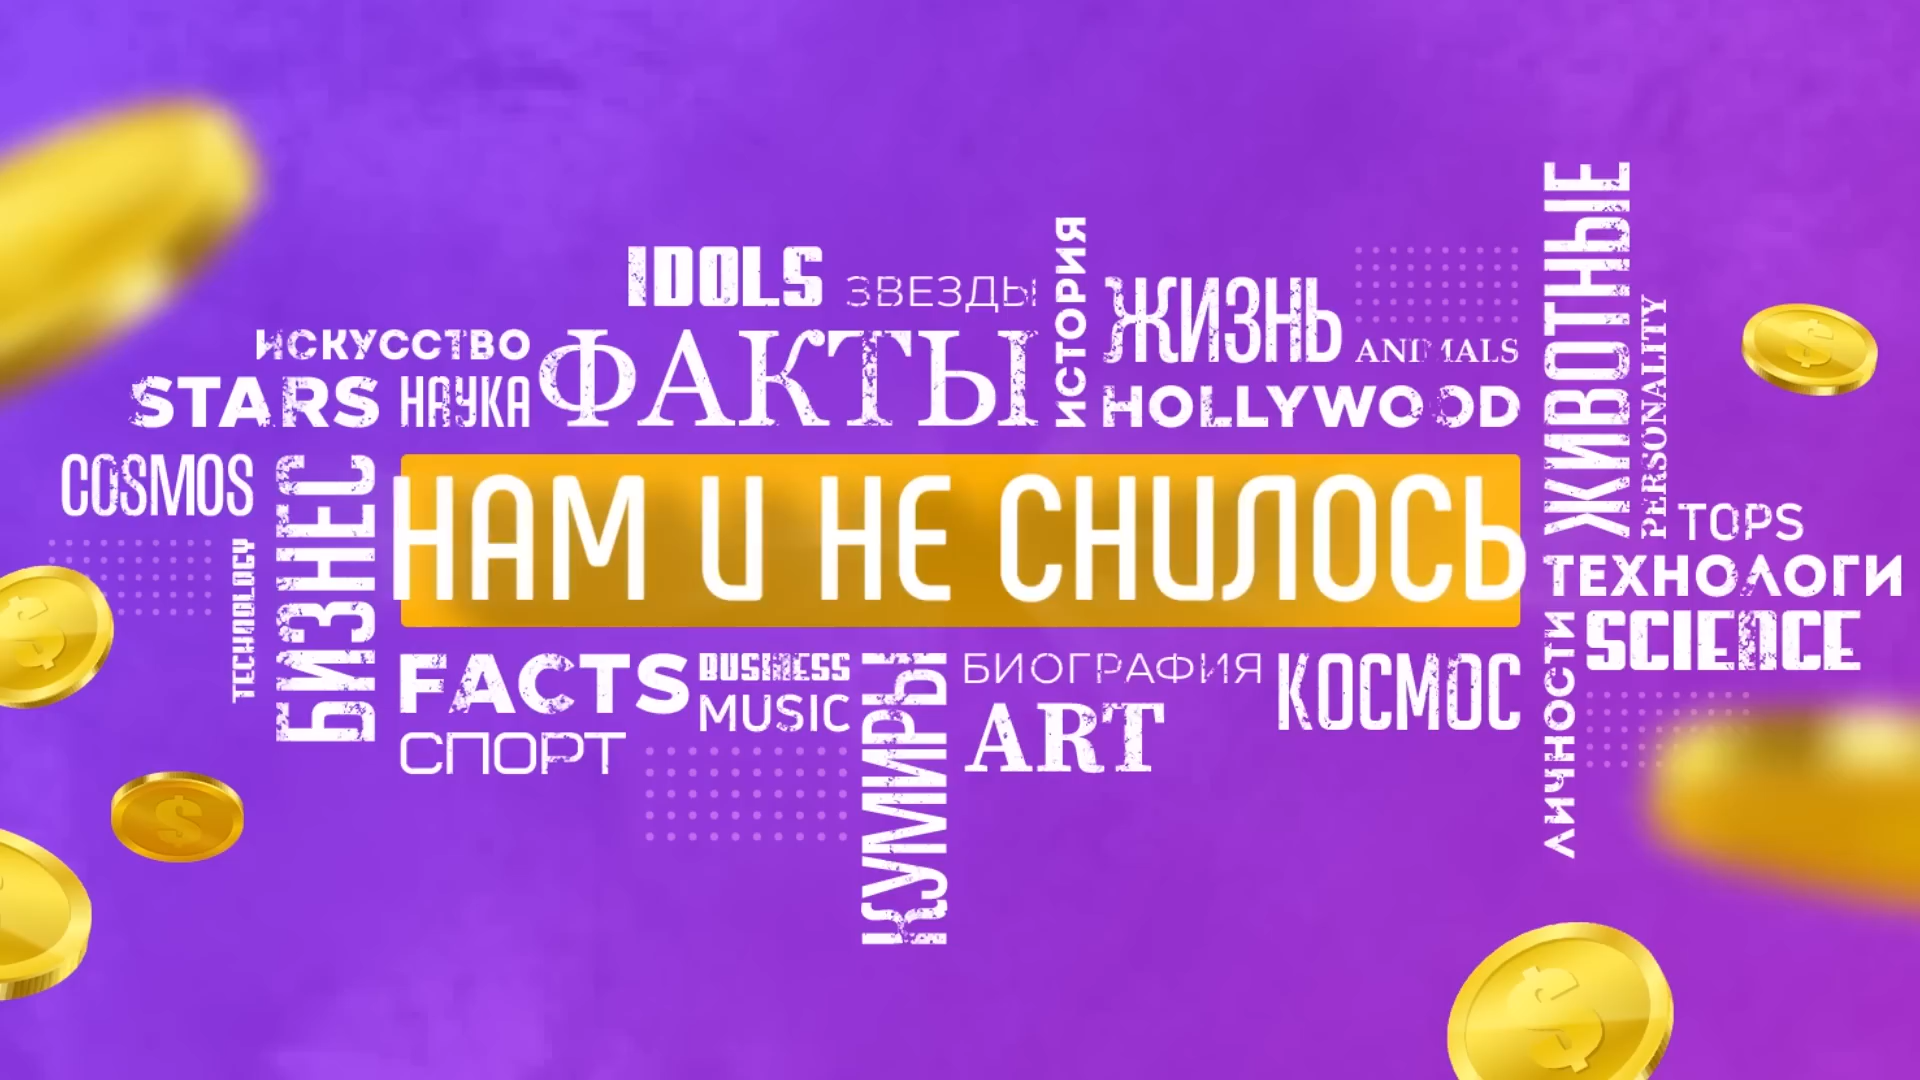 IDOLS ЗВЕЗДЫ
ИСТОРИЯ
ЖИЗНЬ
ANIMALS
ИСКУССТВО
ФАКТЫ
STARS НАУКА
HOLLYWOOD
ЖИВОТНЫЕ
PERSONALITY
COSMOS
TECHNOLOGY
БИЗНЕС
НАМ И НЕ СНИЛОСЬ
TOPS
ТЕХНОЛОГИ
SCIENCE
ЛИЧНОСТИ
FACTS
BUSINESS
MUSIC
СПОРТ
КУМИРЫ
БИОГРАФИЯ
ART
КОСМОС
$
$
$
$